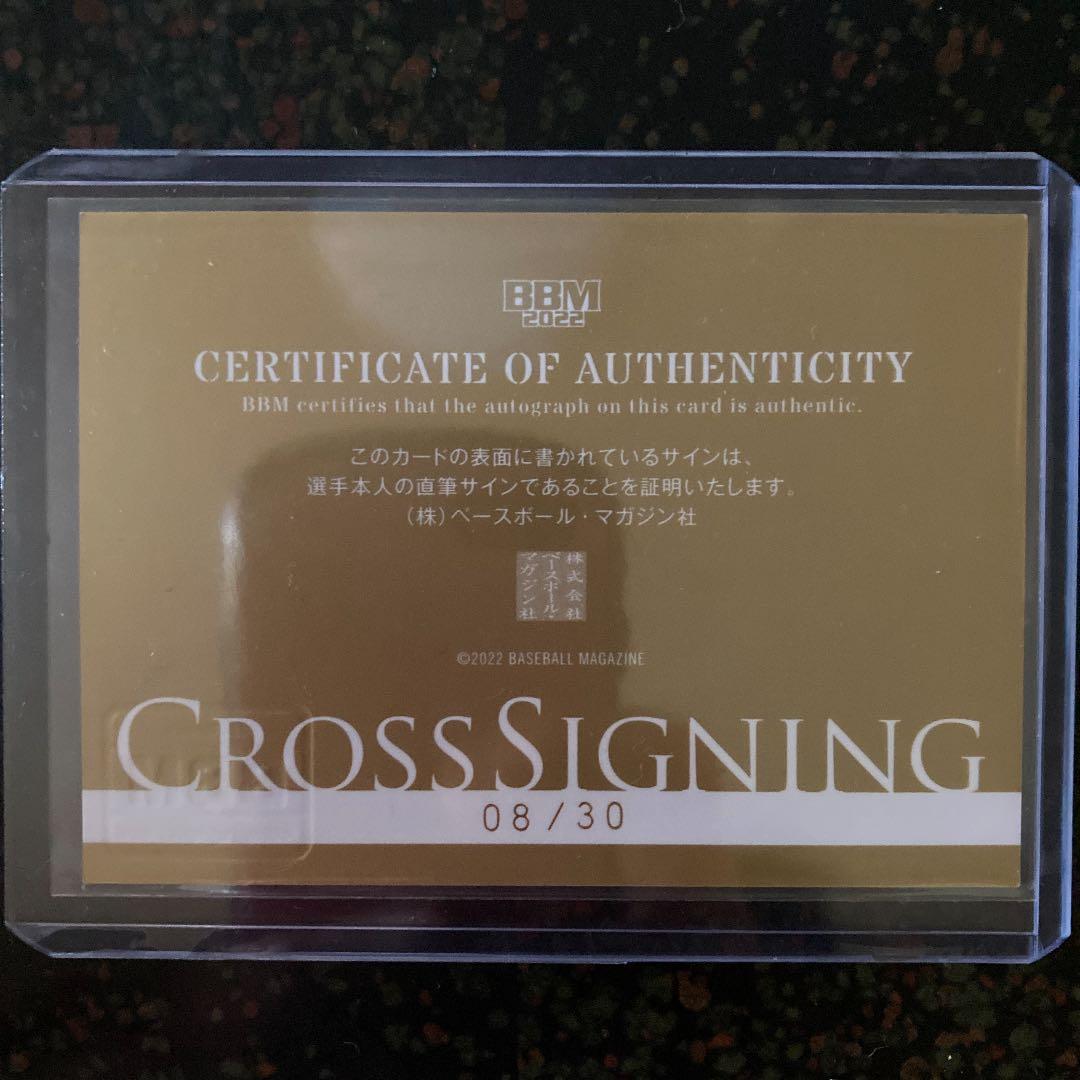 BBM
2022
CERTIFICATE OF AUTHENTICITY
BBM certifies that the autograph on this card is authentic.
このカードの表面に書かれているサインは、
選手本人の直筆サインであることを証明いたします。
（株）ベースボール・マガジン社
株式会社
ベースボール・
マガジン社
©2022 BASEBALL MAGAZINE
CROSSSIGNING
08/30